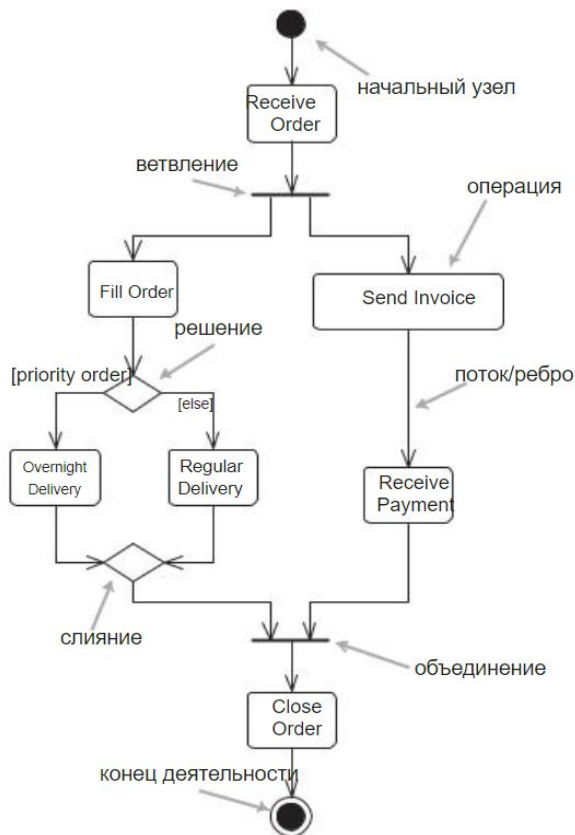 начальный узел
Receive
Order
ветвление
операция
Fill Order
Send Invoice
решение
[priority order]
[else]
поток/ребро
Overnight
Delivery
Regular
Delivery
Receive
Payment
слияние
объединение
Close
Order
конец деятельности